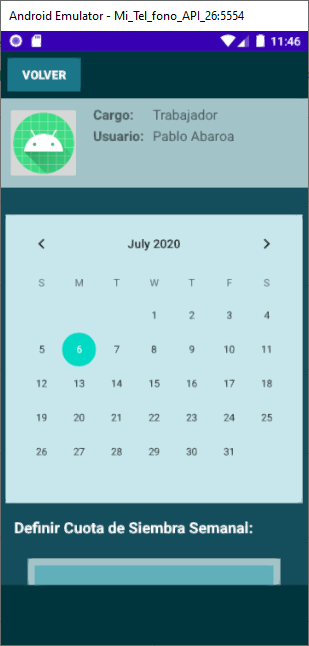 Android Emulator - Mi_Tel_fono_API_26:5554
11:46
VOLVER
Cargo: Trabajador
Usuario: Pablo Abaroa
July 2020
S M T W T F S
1 2 3 4
5 6 7 8 9 10 11
12 13 14 15 16 17 18
19 20 21 22 23 24 25
26 27 28 29 30 31
Definir Cuota de Siembra Semanal: